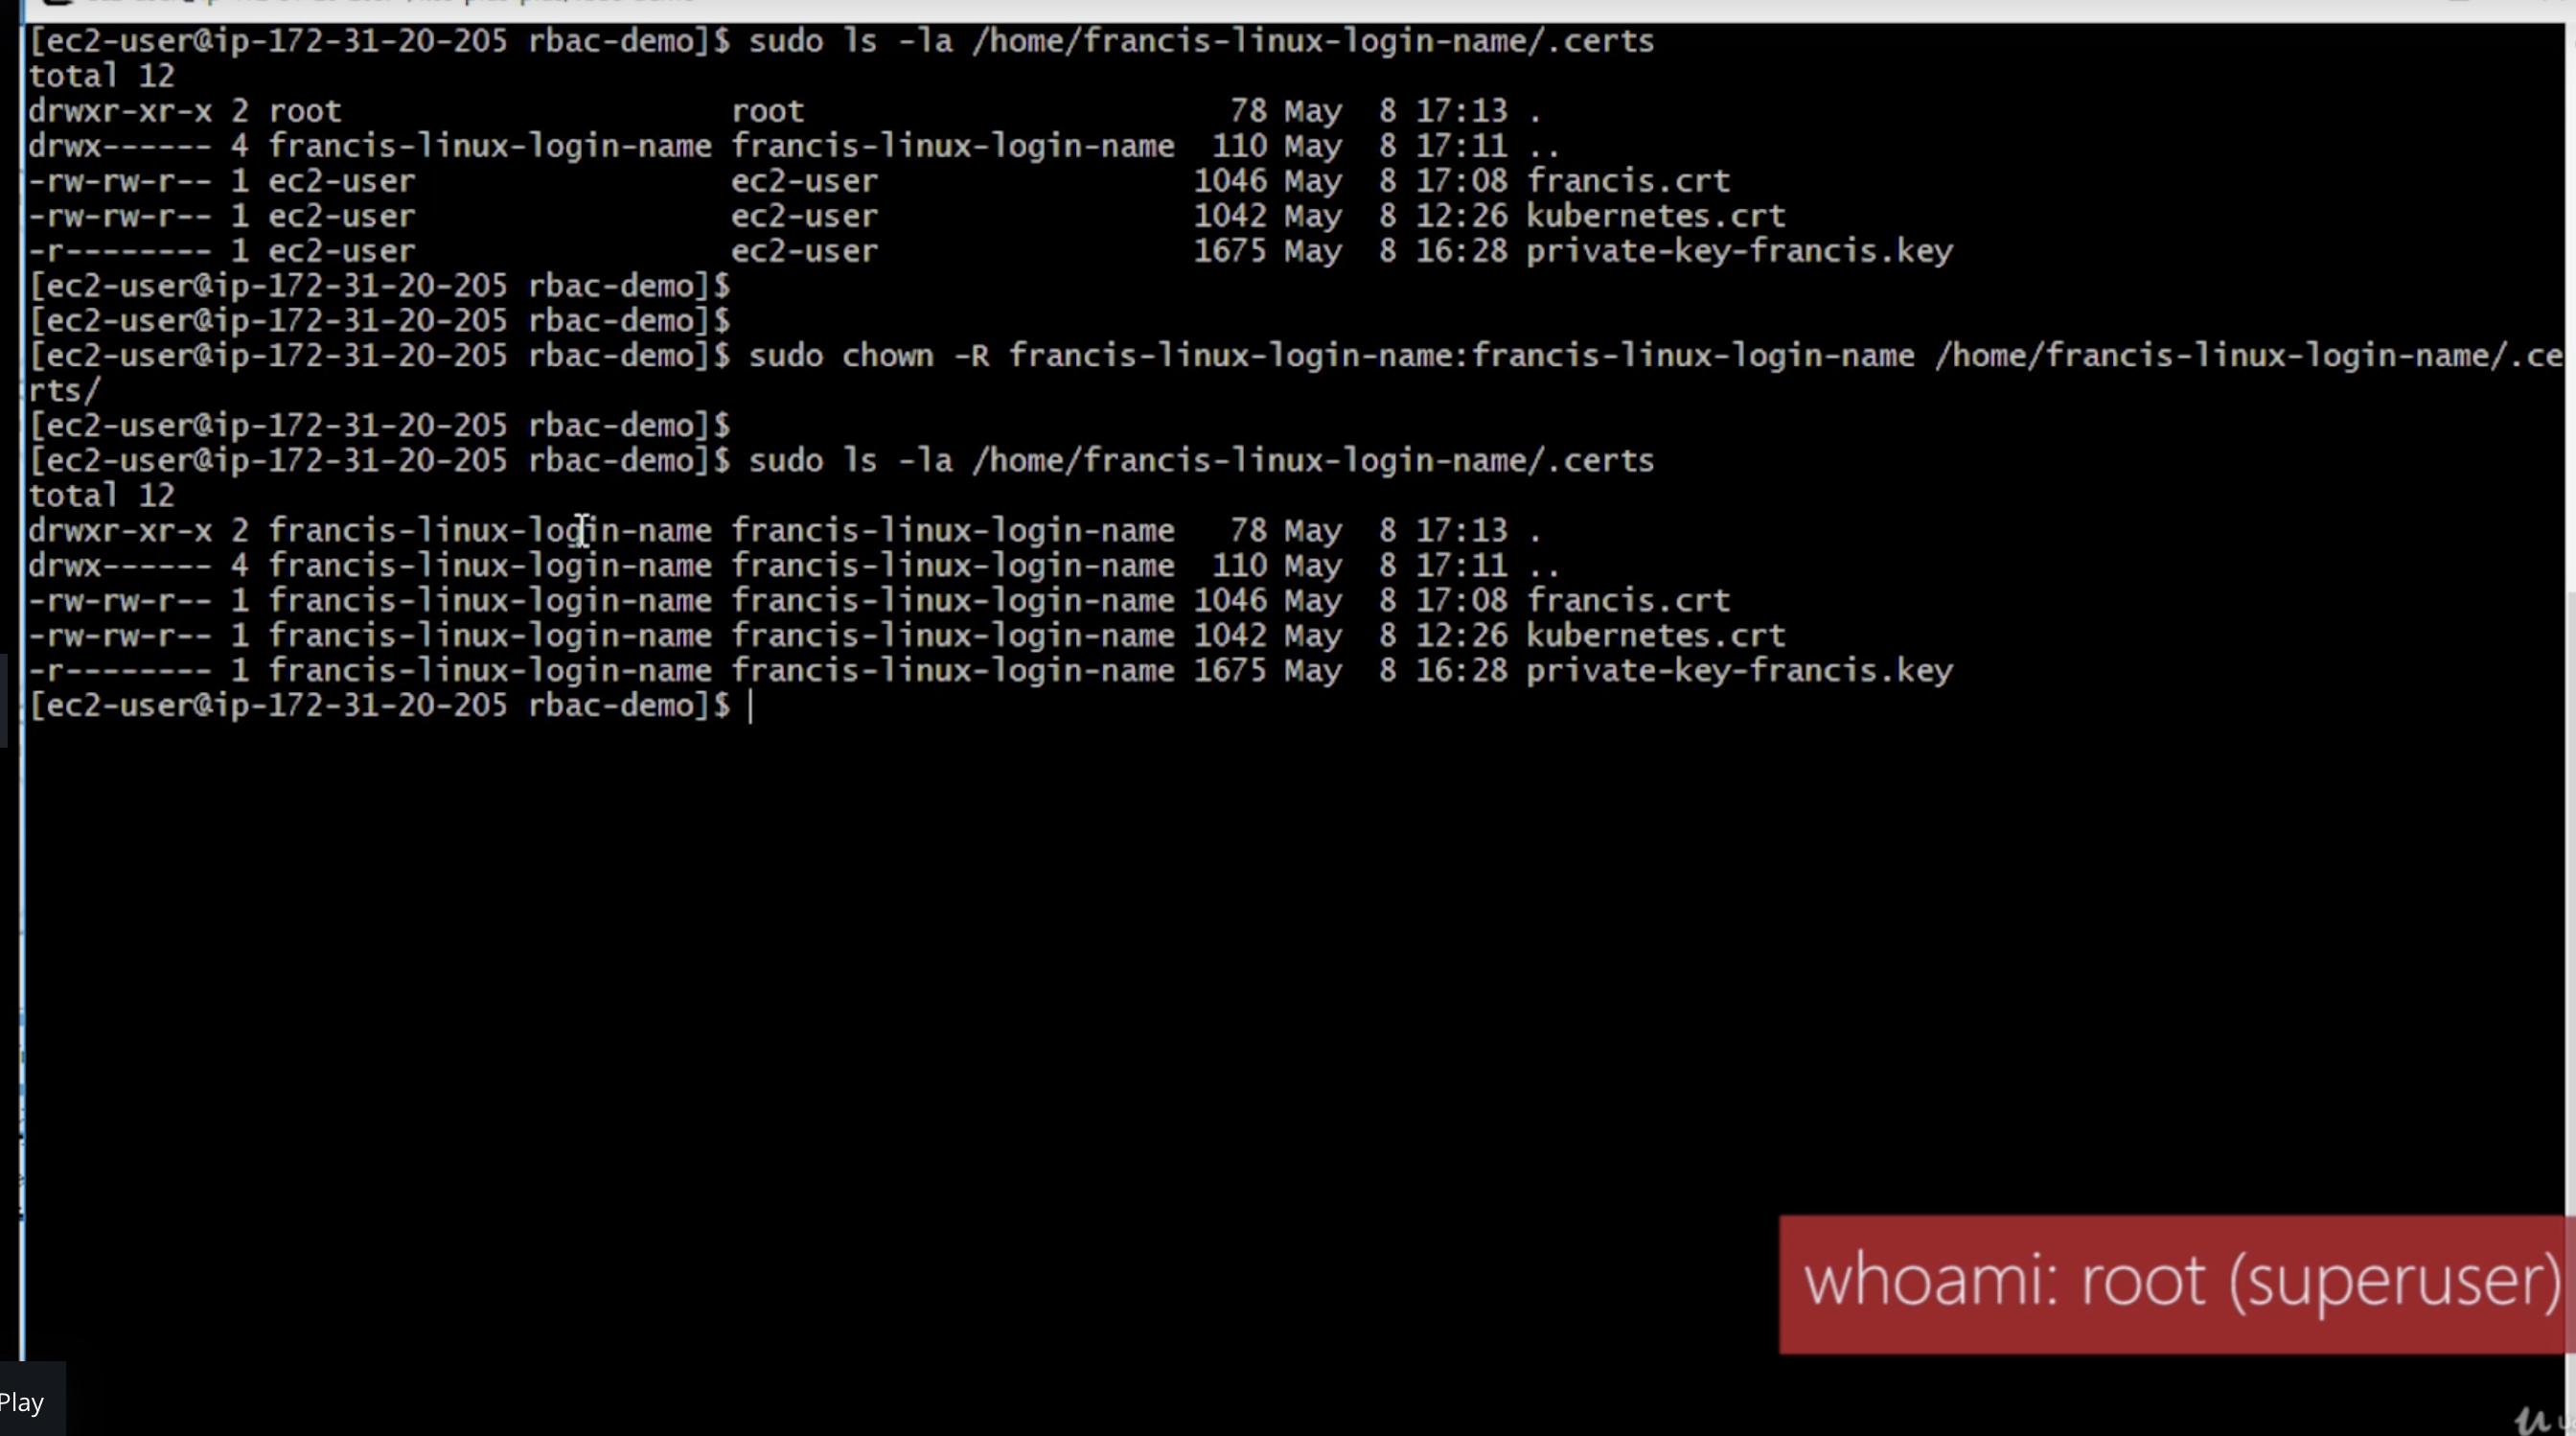 [ec2-user@ip-172-31-20-205 rbac-demo]$ sudo ls -la /home/francis-linux-login-name/.certs
total 12
drwxr-xr-x 2 root root 78 May 8 17:13 .
drwx------ 4 francis-linux-login-name francis-linux-login-name 110 May 8 17:11 ..
-rw-rw-r-- 1 ec2-user ec2-user 1046 May 8 17:08 francis.crt
-rw-rw-r-- 1 ec2-user ec2-user 1042 May 8 12:26 kubernetes.crt
-r-------- 1 ec2-user ec2-user 1675 May 8 16:28 private-key-francis.key
[ec2-user@ip-172-31-20-205 rbac-demo]$
[ec2-user@ip-172-31-20-205 rbac-demo]$
[ec2-user@ip-172-31-20-205 rbac-demo]$ sudo chown -R francis-linux-login-name:francis-linux-login-name /home/francis-linux-login-name/.ce
rts/
[ec2-user@ip-172-31-20-205 rbac-demo]$
[ec2-user@ip-172-31-20-205 rbac-demo]$ sudo ls -la /home/francis-linux-login-name/.certs
total 12
drwxr-xr-x 2 francis-linux-login-name francis-linux-login-name 78 May 8 17:13 .
drwx------ 4 francis-linux-login-name francis-linux-login-name 110 May 8 17:11 ..
-rw-rw-r-- 1 francis-linux-login-name francis-linux-login-name 1046 May 8 17:08 francis.crt
-rw-rw-r-- 1 francis-linux-login-name francis-linux-login-name 1042 May 8 12:26 kubernetes.crt
-r-------- 1 francis-linux-login-name francis-linux-login-name 1675 May 8 16:28 private-key-francis.key
[ec2-user@ip-172-31-20-205 rbac-demo]$
whoami: root (superuser)
Play